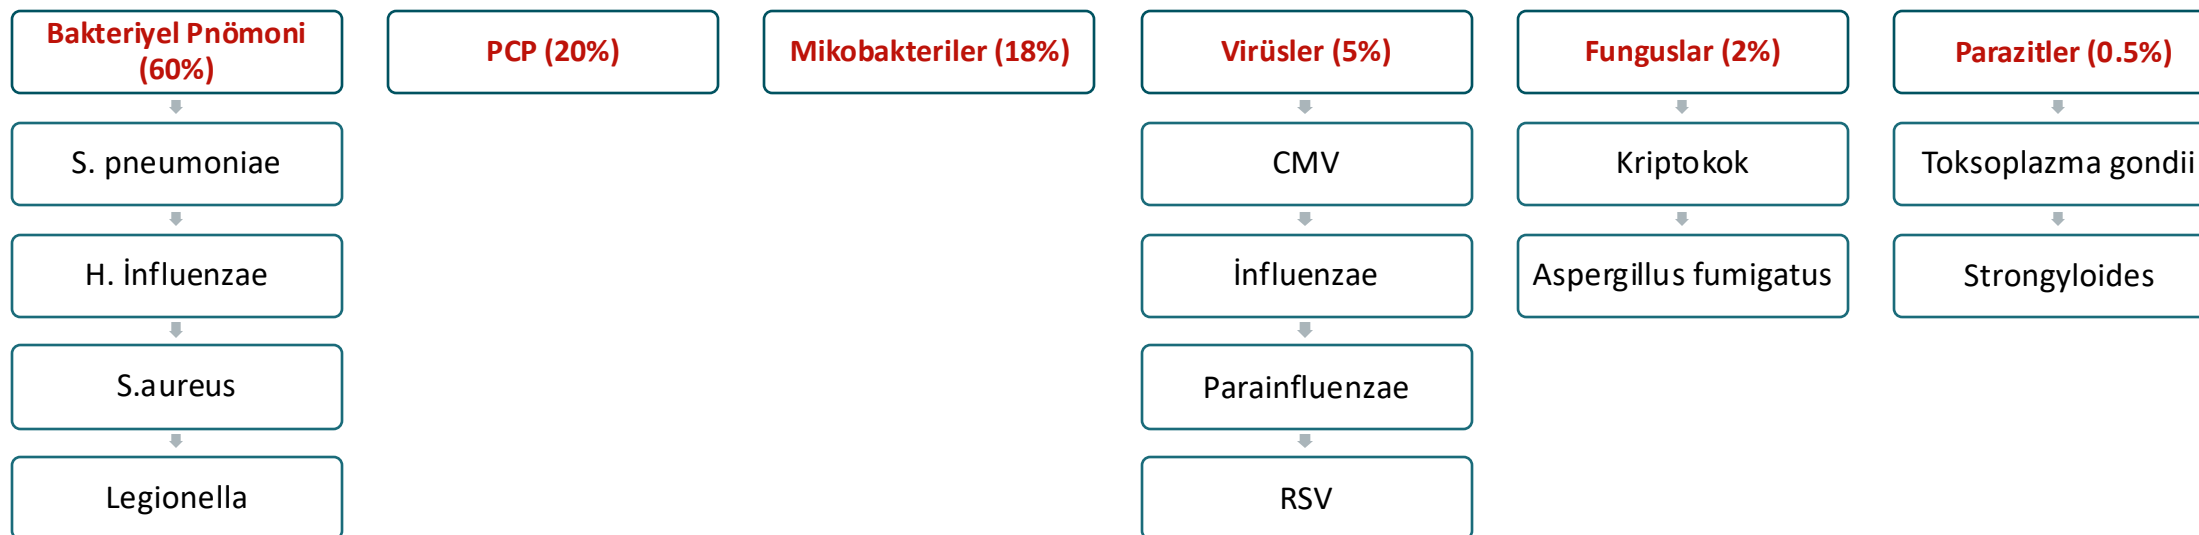 Bakteriyel Pnömoni
(60%)
S. pneumoniae
H. İnfluenzae
S.aureus
Legionella
PCP (20%)
Mikobakteriler (18%)
Virüsler (5%)
CMV
İnfluenzae
Parainfluenzae
RSV
Funguslar (2%)
Kriptokok
Aspergillus fumigatus
Parazitler (0.5%)
Toksoplazma gondii
Strongyloides